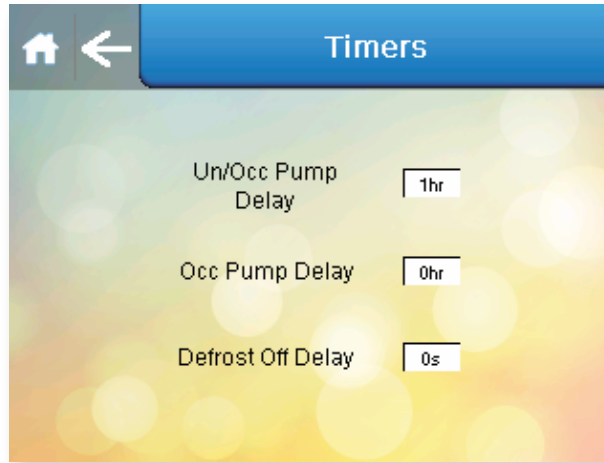 Timers
Un/Occ Pump
Delay
1hr
Occ Pump Delay
0hr
Defrost Off Delay
0s